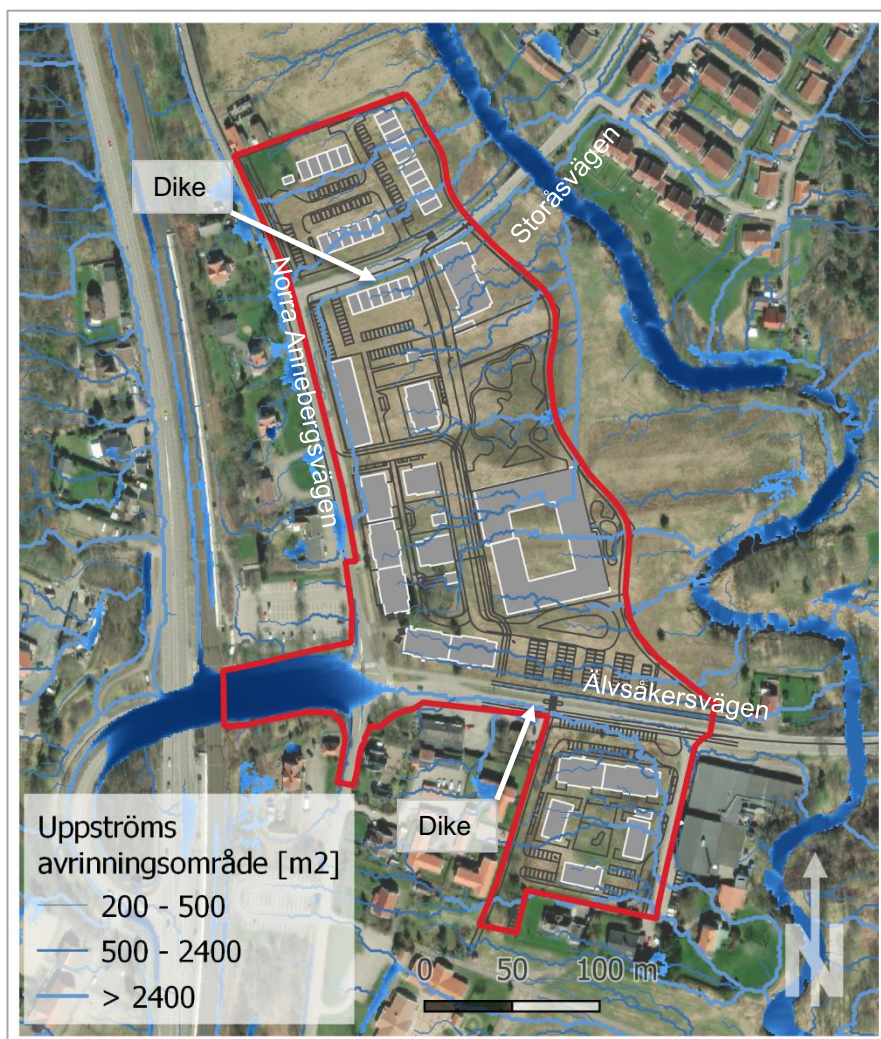 Dike
Storåsvägen
Norra Annebergsvägen
Älvsåkersvägen
Dike
Uppströms
avrinningsområde [m2]
200 - 500
500 - 2400
> 2400
0 50 100 m
N